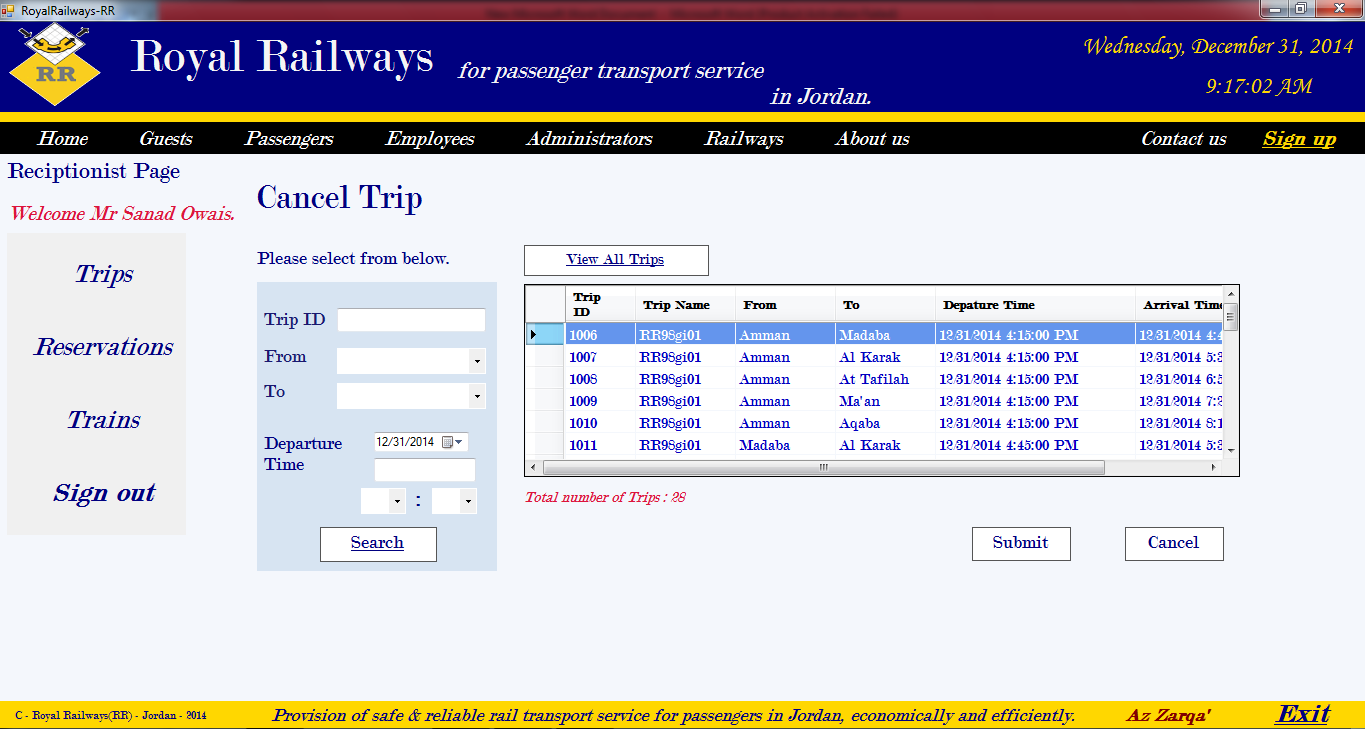 RoyalRailways-RR
RR
Royal Railways
for passenger transport service
in Jordan.
Wednesday, December 31, 2014
9:17:02 AM
Home Guests Passengers Employees Administrators Railways About us Contact us Sign up
Reciptionist Page
Welcome Mr Sanad Owais.
Trips
Reservations
Trains
Sign out
Cancel Trip
Please select from below.
Trip ID
From
To
Departure
Time
12/31/2014
:
Search
View All Trips
Trip ID Trip Name From To Depature Time Arrival Time
1006 RR98gi01 Amman Madaba 12/31/2014 4:15:00 PM 12/31/2014 4:4
1007 RR98gi01 Amman Al Karak 12/31/2014 4:15:00 PM 12/31/2014 5:3
1008 RR98gi01 Amman At Tafilah 12/31/2014 4:15:00 PM 12/31/2014 6:5
1009 RR98gi01 Amman Ma'an 12/31/2014 4:15:00 PM 12/31/2014 7:2
1010 RR98gi01 Amman Aqaba 12/31/2014 4:15:00 PM 12/31/2014 8:1
1011 RR98gi01 Madaba Al Karak 12/31/2014 4:45:00 PM 12/31/2014 5:3
Total number of Trips : 28
Submit Cancel
C - Royal Railways(RR) - Jordan - 2014
Provision of safe & reliable rail transport service for passengers in Jordan, economically and efficiently.
Az Zarqa'
Exit